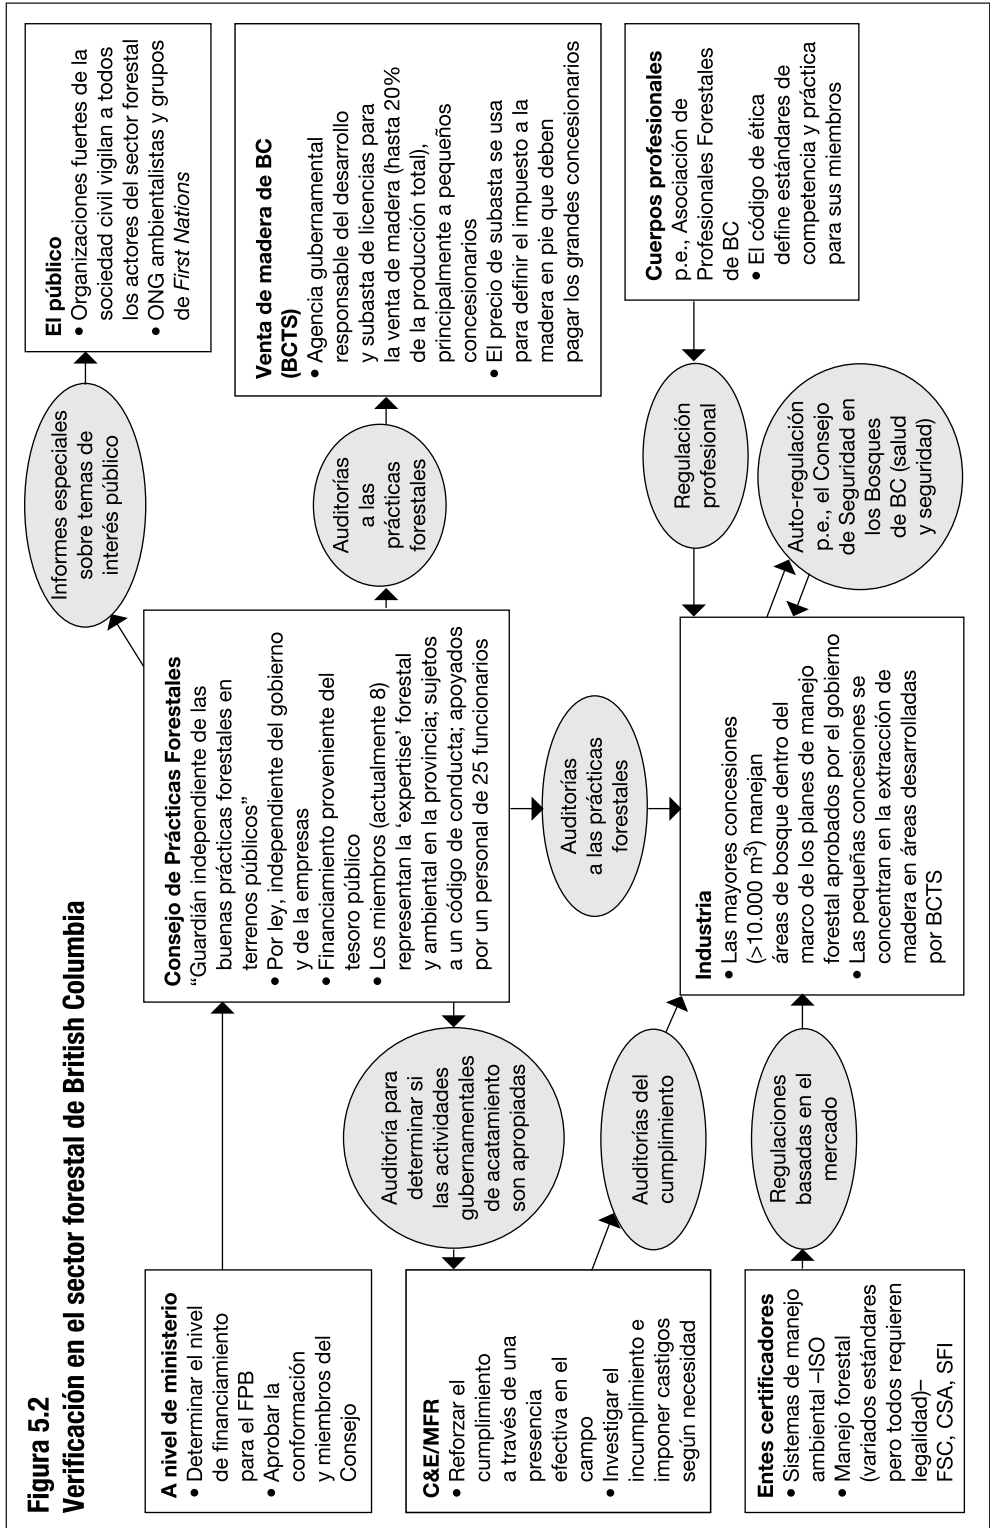 Figura 5.2
Verificación en el sector forestal de British Columbia
A nivel de ministerio
• Determinar el nivel
de financiamiento
para el FPB
• Aprobar la
conformación
y miembros del
Consejo
C&E/MFR
• Reforzar el
cumplimiento
a través de una
presencia
efectiva en el
campo
• Investigar el
incumplimiento e
imponer castigos
según necesidad
Entes certificadores
• Sistemas de manejo
ambiental –ISO
• Manejo forestal
(variados estándares
pero todos requieren
legalidad)–
FSC, CSA, SFI
Auditoría para
determinar si
las actividades
gubernamentales
de acatamiento
son apropiadas
Auditorías del
cumplimiento
Regulaciones
basadas en el
mercado
Consejo de Prácticas Forestales
“Guardián independiente de las
buenas prácticas forestales en
terrenos públicos”
• Por ley, independiente del gobierno
y de la empresas
• Financiamiento proveniente del
tesoro público
• Los miembros (actualmente 8)
representan la ‘expertise’ forestal
y ambiental en la provincia; sujetos
a un código de conducta; apoyados
por un personal de 25 funcionarios
Auditorías
a las prácticas
forestales
Industria
• Las mayores concesiones
(>10.000 m³) manejan
áreas de bosque dentro del
marco de los planes de manejo
forestal aprobados por el gobierno
• Las pequeñas concesiones se
concentran en la extracción de
madera en áreas desarrolladas
por BCTS
Informes especiales
sobre temas de
interés público
Auditorías
a las
prácticas
forestales
Regulación
profesional
Auto-regulación
p.e., el Consejo
de Seguridad en
los Bosques
de BC (salud
y seguridad)
El público
• Organizaciones fuertes de la
sociedad civil vigilan a todos
los actores del sector forestal
• ONG ambientalistas y grupos
de First Nations
Venta de madera de BC
(BCTS)
• Agencia gubernamental
responsable del desarrollo
y subasta de licencias para
la venta de madera (hasta 20%
de la producción total),
principalmente a pequeños
concesionarios
• El precio de subasta se usa
para definir el impuesto a la
madera en pie que deben
pagar los grandes concesionarios
Cuerpos profesionales
p.e., Asociación de
Profesionales Forestales
de BC
• El código de ética
define estándares de
competencia y práctica
para sus miembros